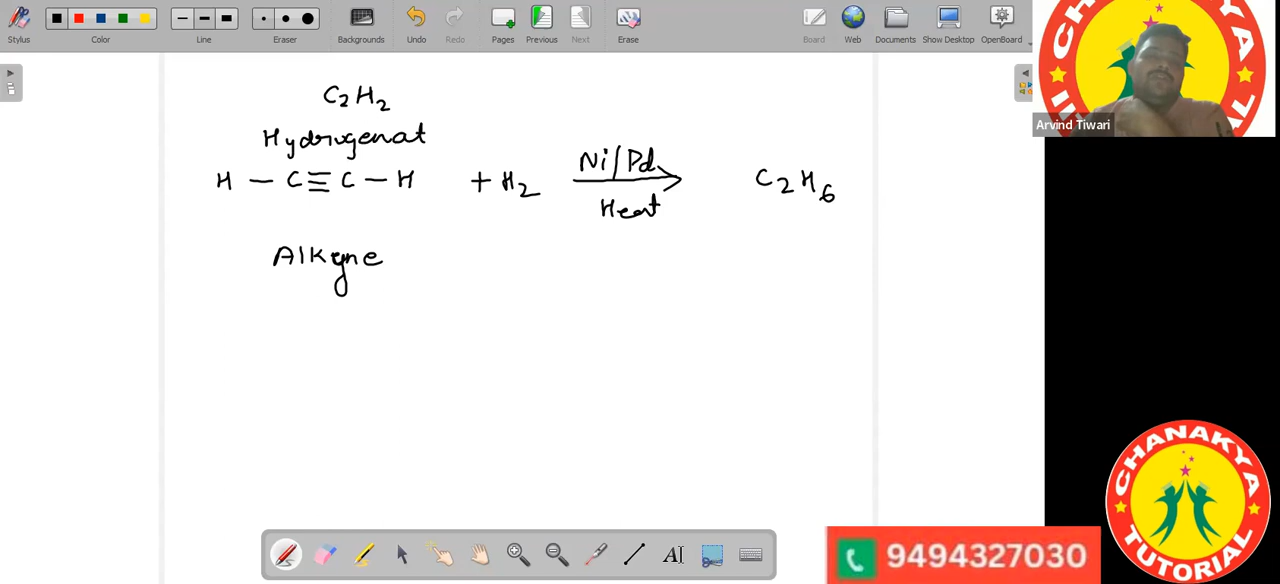 Stylus
Color
Line
Eraser
Backgrounds
Undo
Redo
Pages
Previous
Next
Erase
Board
Web
Documents
Show Desktop
OpenBoard
C2H2
Hydrogenat
H — C ≡ C — H + H2 Ni/Pd → C2H6
Heat
Alkyne
Arvind Tiwari
CHANAKYA
TUTORIAL
9494327030